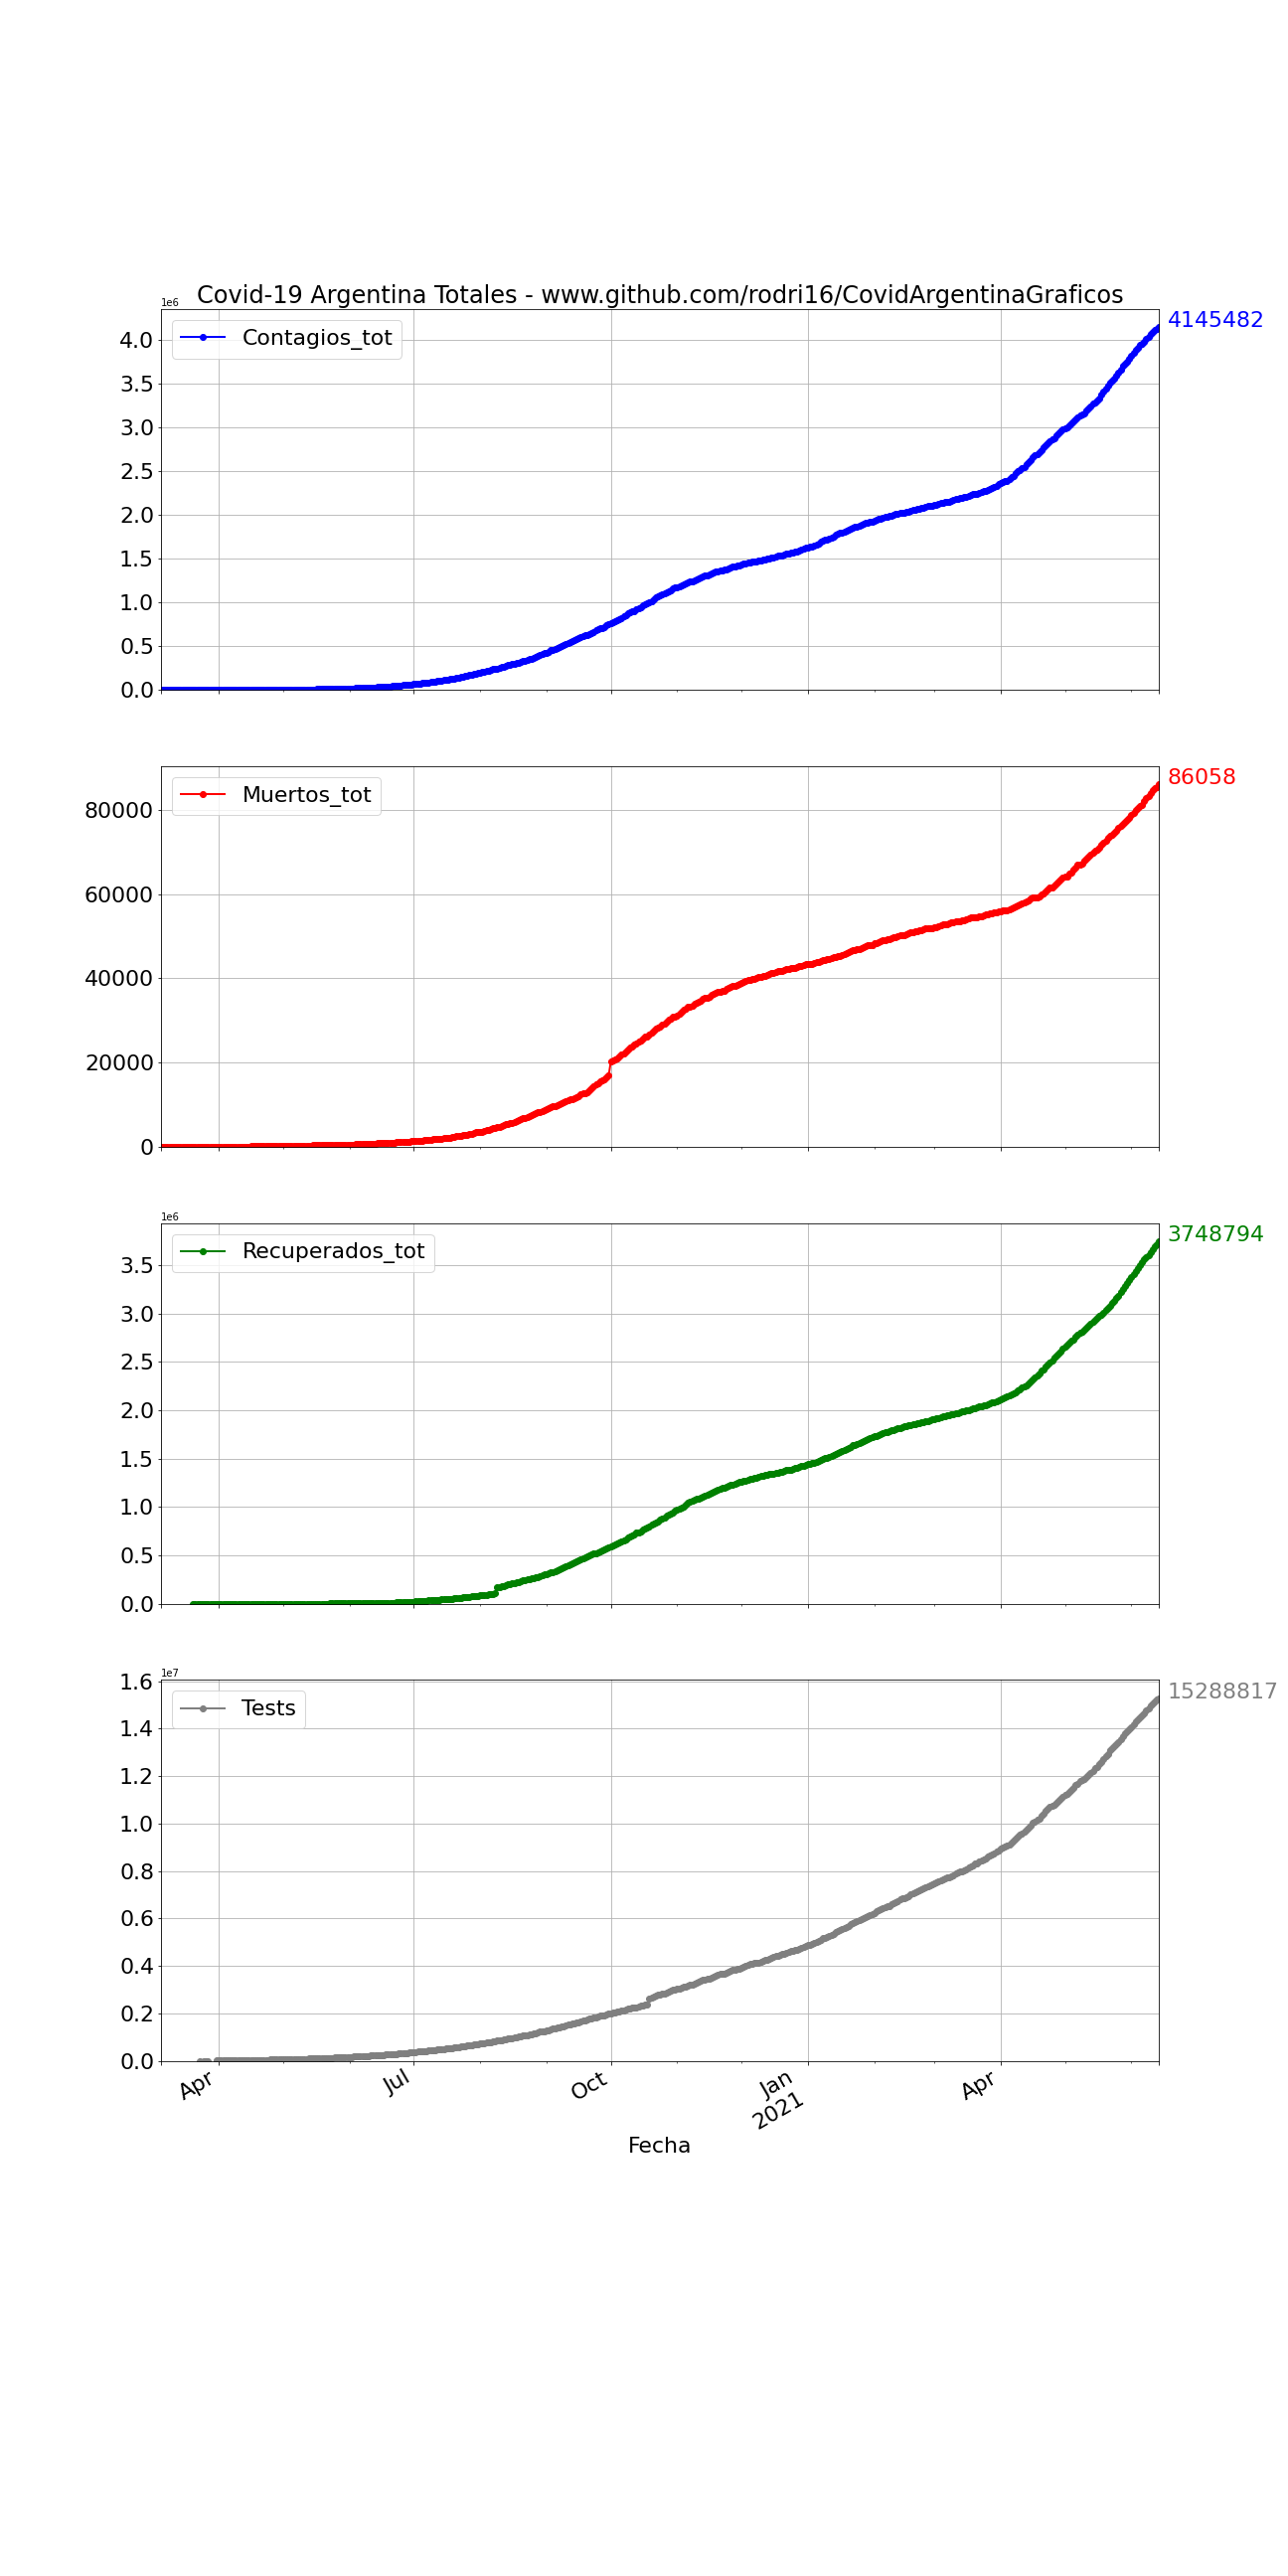 Covid-19 Argentina Totales - www.github.com/rodri16/CovidArgentinaGraficos
1e6
Contagios_tot
4145482
4.0
3.5
3.0
2.5
2.0
1.5
1.0
0.5
0.0
Muertos_tot
86058
80000
60000
40000
20000
0
1e6
Recuperados_tot
3748794
3.5
3.0
2.5
2.0
1.5
1.0
0.5
0.0
1e7
Tests
15288817
1.6
1.4
1.2
1.0
0.8
0.6
0.4
0.2
0.0
Apr
Jul
Oct
Jan
2021
Apr
Fecha